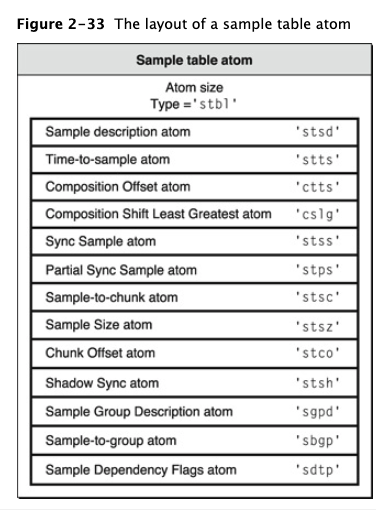 Figure 2-33 The layout of a sample table atom
Sample table atom
Atom size
Type ='stbl'
Sample description atom 'stsd'
Time-to-sample atom 'stts'
Composition Offset atom 'ctts'
Composition Shift Least Greatest atom 'cslg'
Sync Sample atom 'stss'
Partial Sync Sample atom 'stps'
Sample-to-chunk atom 'stsc'
Sample Size atom 'stsz'
Chunk Offset atom 'stco'
Shadow Sync atom 'stsh'
Sample Group Description atom 'sgpd'
Sample-to-group atom 'sbgp'
Sample Dependency Flags atom 'sdtp'